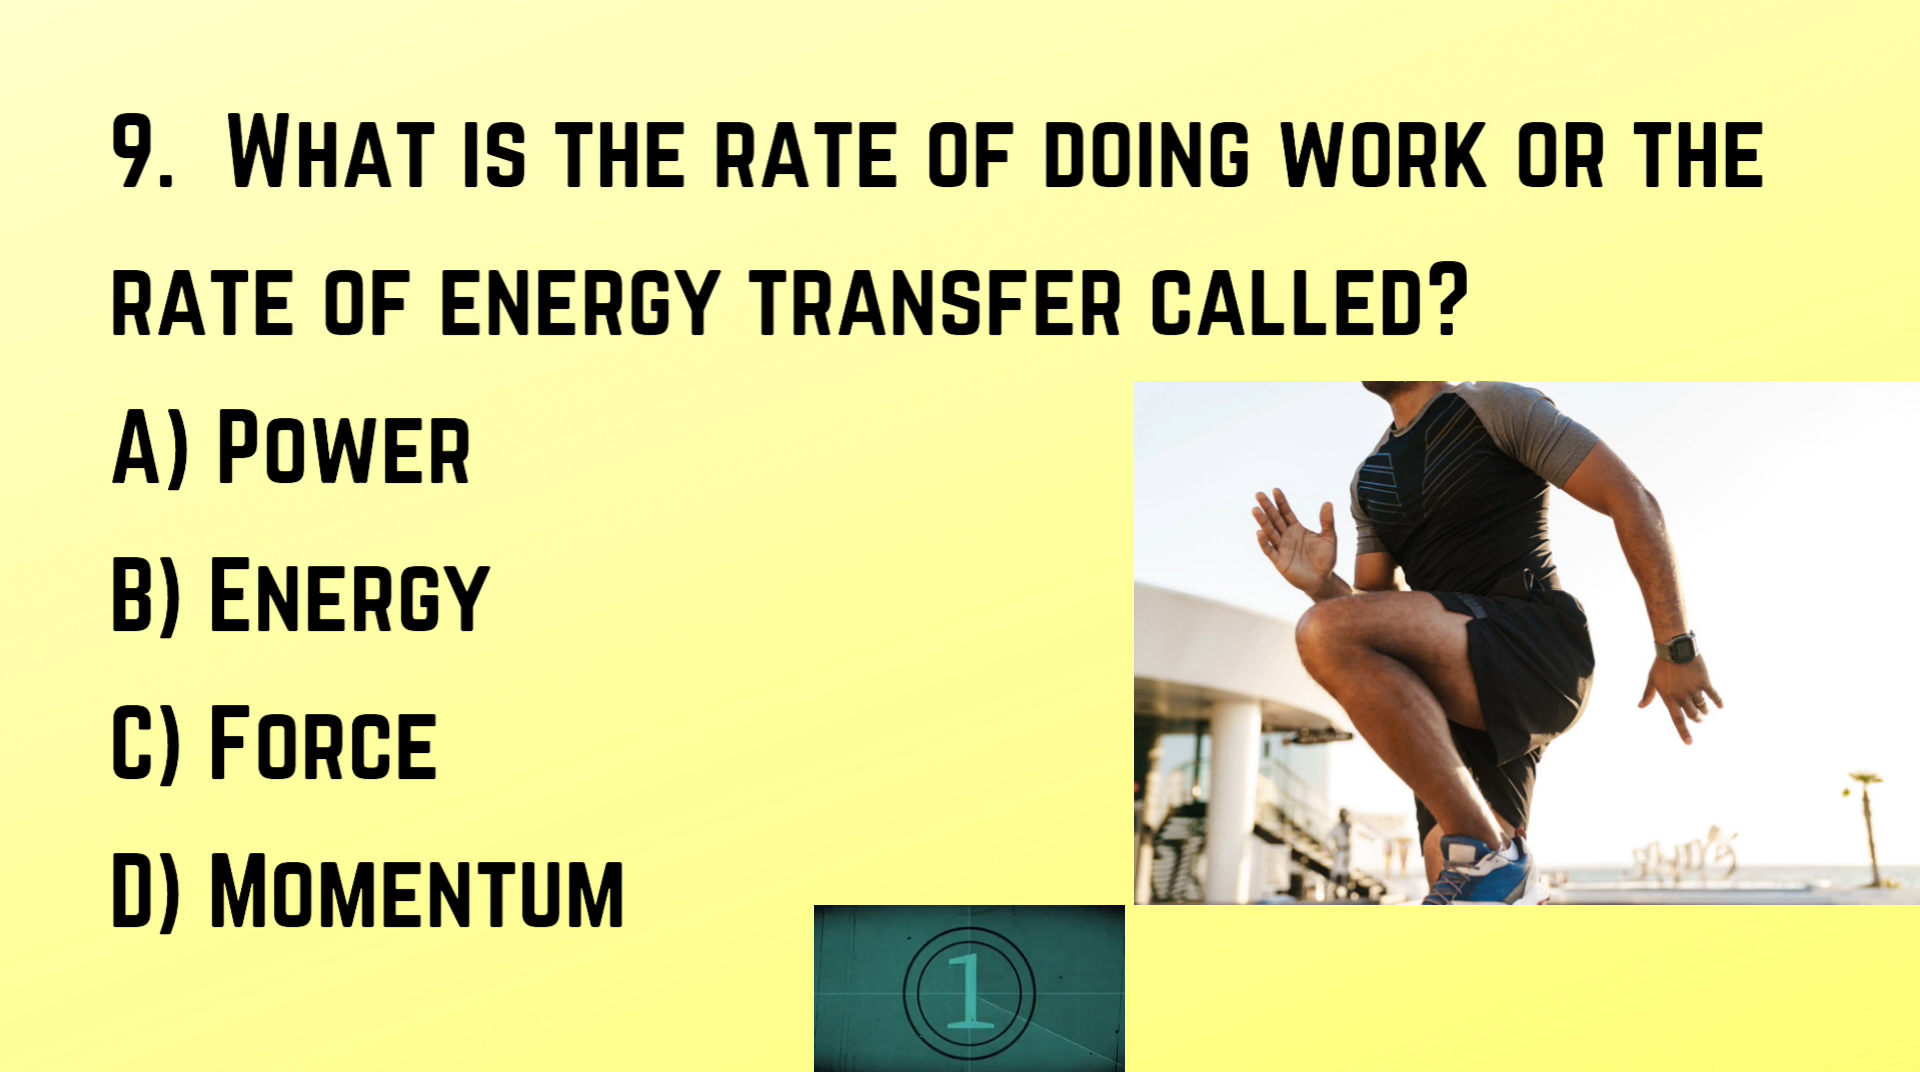 9. What is the rate of doing work or the
rate of energy transfer called?
A) Power
B) Energy
C) Force
D) Momentum
1